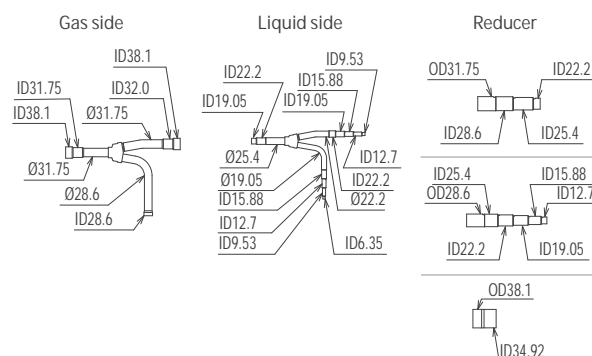 Gas side
ID38.1
ID31.75
ID32.0
ID38.1
Ø31.75
Ø31.75
Ø28.6
ID28.6
Liquid side
ID9.53
ID22.2
ID15.88
ID19.05
ID19.05
Ø25.4
ID12.7
Ø19.05
ID22.2
ID15.88
Ø22.2
ID12.7
ID9.53
ID6.35
Reducer
OD31.75
ID22.2
ID28.6
ID25.4
ID25.4
ID15.88
OD28.6
ID12.7
ID22.2
ID19.05
OD38.1
ID34.92